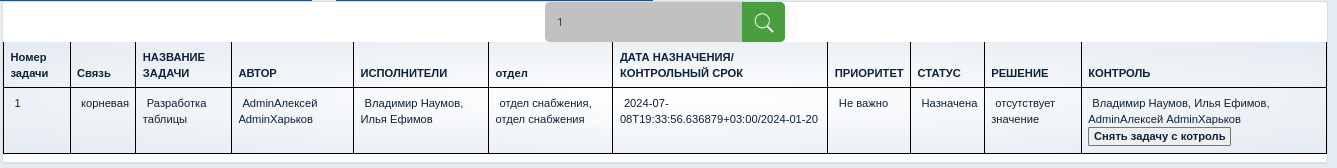 1
Номер задачи
Связь
НАЗВАНИЕ ЗАДАЧИ
АВТОР
ИСПОЛНИТЕЛИ
отдел
ДАТА НАЗНАЧЕНИЯ/ КОНТРОЛЬНЫЙ СРОК
ПРИОРИТЕТ
СТАТУС
РЕШЕНИЕ
КОНТРОЛЬ
1
корневая
Разработка
таблицы
AdminАлексей
AdminХарьков
Владимир Наумов,
Илья Ефимов
отдел снабжения,
отдел снабжения
2024-07-
08T19:33:56.636879+03:00/2024-01-20
Не важно
Назначена
отсутствует
значение
Владимир Наумов, Илья Ефимов,
AdminАлексей AdminХарьков
Снять задачу с котроль